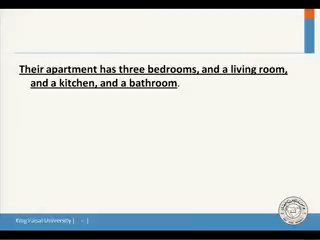 Their apartment has three bedrooms, and a living room,
and a kitchen, and a bathroom.
King Faisal University |